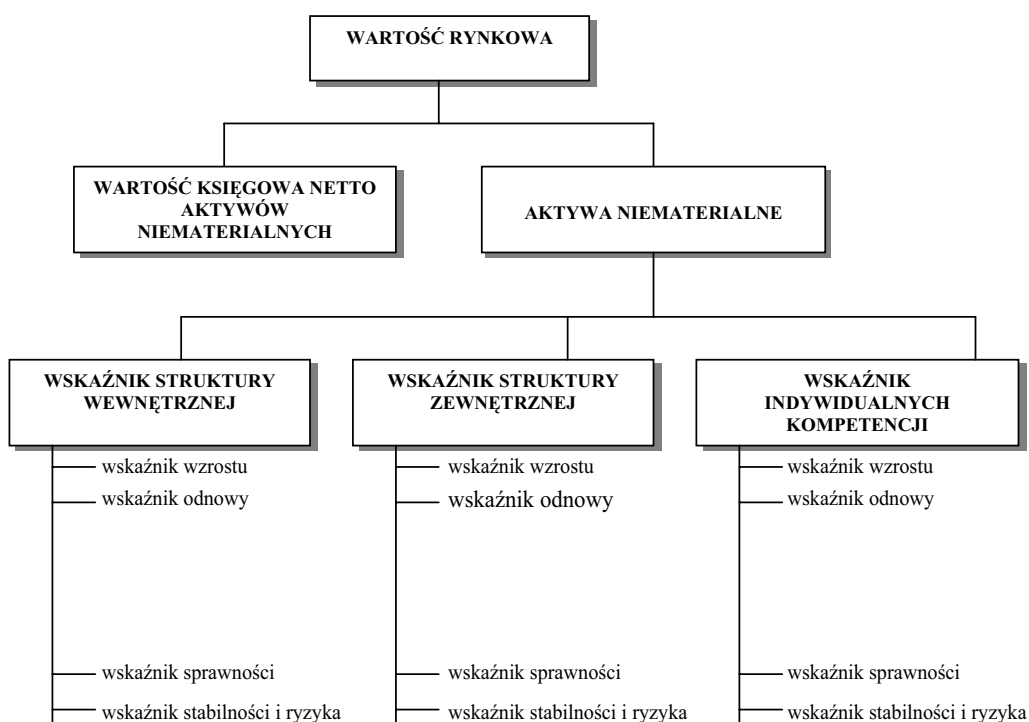 WARTOŚĆ RYNKOWA
WARTOŚĆ KSIĘGOWA NETTO
AKTYWÓW
NIEMATERIALNYCH
AKTYWA NIEMATERIALNE
WSKAŹNIK STRUKTURY
WEWNĘTRZNEJ
WSKAŹNIK STRUKTURY
ZEWNĘTRZNEJ
WSKAŹNIK
INDYWIDUALNYCH
KOMPETENCJI
wskaźnik wzrostu
wskaźnik odnowy
wskaźnik sprawności
wskaźnik stabilności i ryzyka
wskaźnik wzrostu
wskaźnik odnowy
wskaźnik sprawności
wskaźnik stabilności i ryzyka
wskaźnik wzrostu
wskaźnik odnowy
wskaźnik sprawności
wskaźnik stabilności i ryzyka